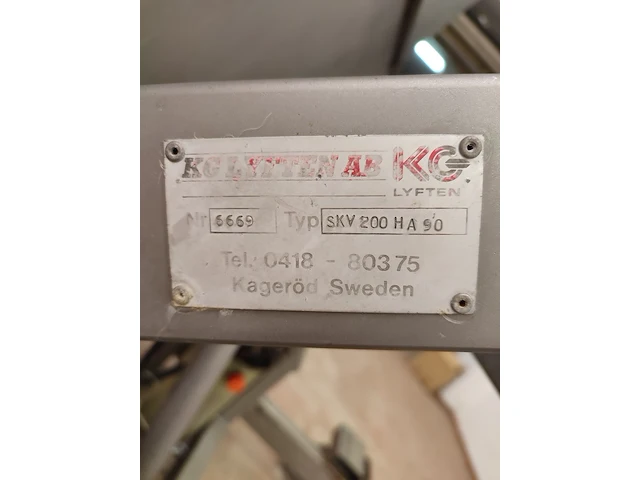 KG LYFTEN AB KG
LYFTEN
Nr 6669 Typ SKV 200 HA 90
Tel. 0418 - 80375
Kageröd Sweden